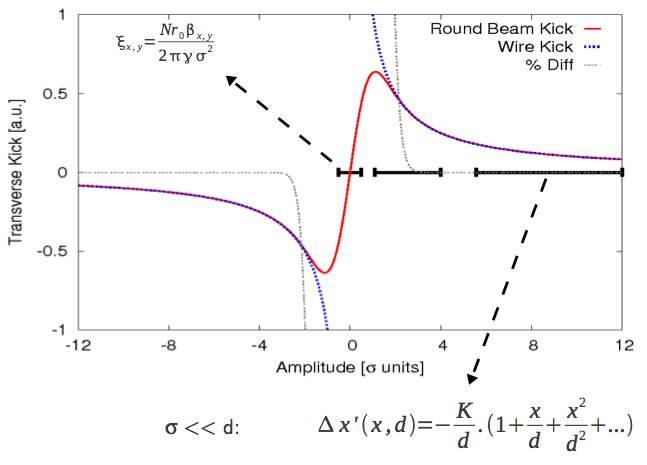 ξx,y=Nr0βx,y/2πγσ²
Round Beam Kick
Wire Kick
% Diff
Transverse Kick [a.u.]
1
0.5
0
-0.5
-1
-12 -8 -4 0 4 8 12
Amplitude [σ units]
σ << d: Δx'(x,d)=-K/d.(1+x/d+x²/d²+...)